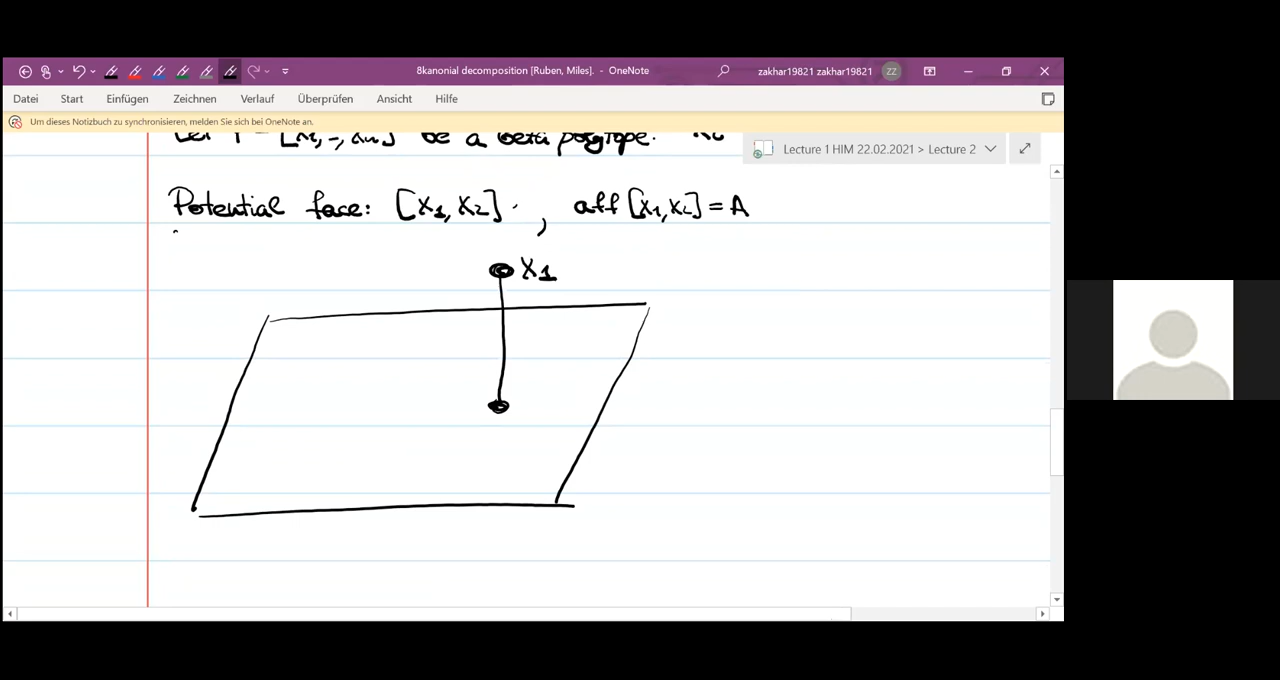 8kanonial decomposition [Ruben, Miles]. - OneNote
zakhar19821 zakhar19821 ZZ
Datei Start Einfügen Zeichnen Verlauf Überprüfen Ansicht Hilfe
Um dieses Notizbuch zu synchronisieren, melden Sie sich bei OneNote an.
be a beta polytope.
Lecture 1 HIM 22.02.2021 > Lecture 2
Potential face: [X1, X2], aff [X1, X2] = A
X1